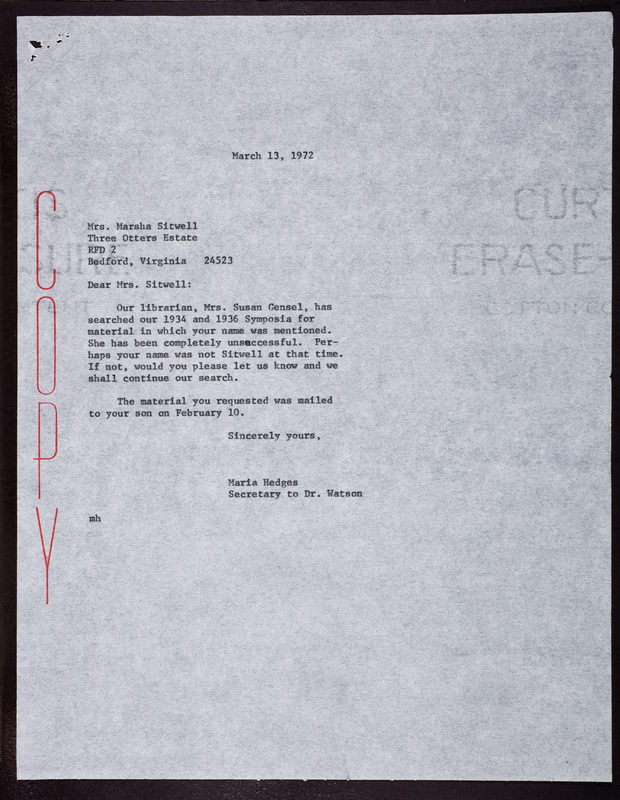 March 13, 1972
COPY
CURT
ERASE-
Mrs. Marsha Sitwell
Three Otters Estate
RFD 2
Bedford, Virginia 24523
Dear Mrs. Sitwell:
Our librarian, Mrs. Susan Gensel, has
searched our 1934 and 1936 Symposia for
material in which your name was mentioned.
She has been completely unsuccessful. Per-
haps your name was not Sitwell at that time.
If not, would you please let us know and we
shall continue our search.
The material you requested was mailed
to your son on February 10.
Sincerely yours,
Maria Hedges
Secretary to Dr. Watson
mh